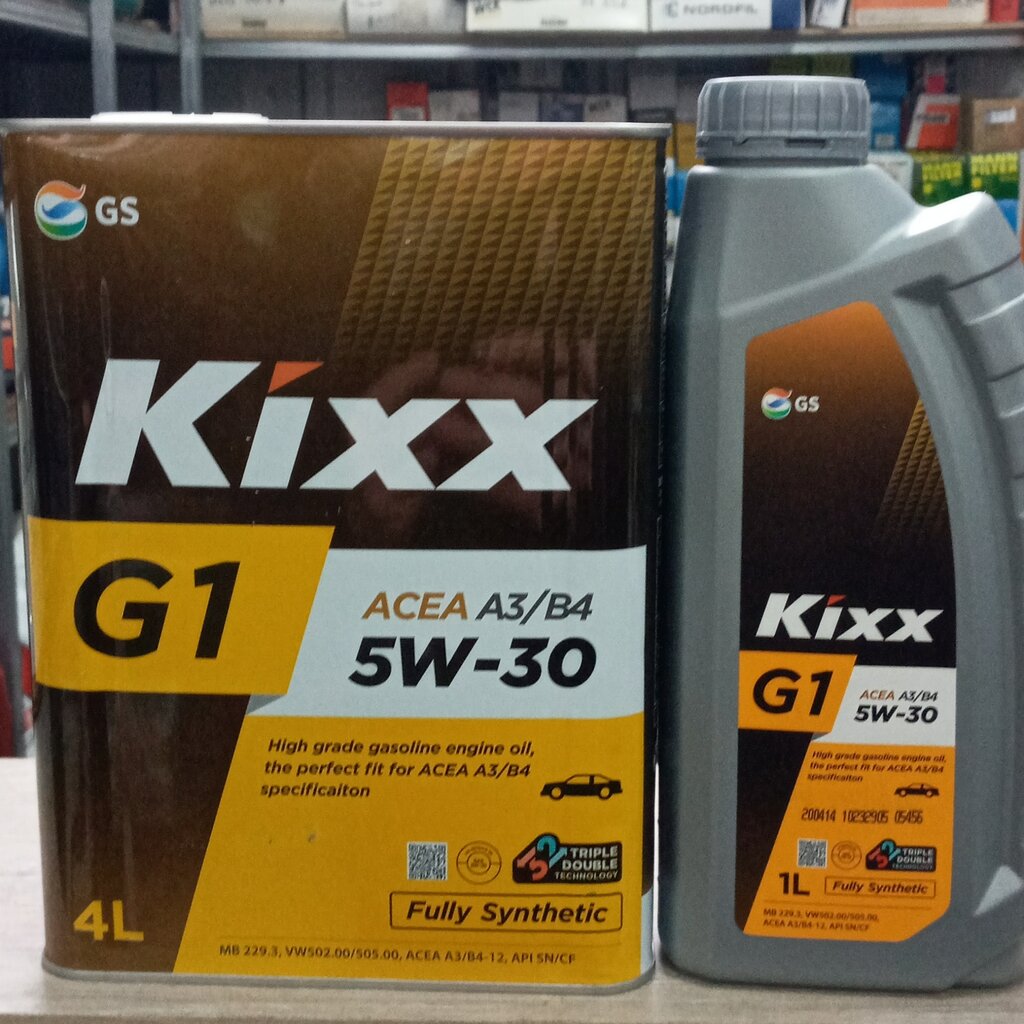 NORDFIL
GS
Kixx
G1
ACEA A3/B4
5W-30
High grade gasoline engine oil,
the perfect fit for ACEA A3/B4
specificaiton
TRIPLE
DOUBLE
TECHNOLOGY
4L
Fully Synthetic
MB 229.3, VW502.00/505.00, ACEA A3/B4-12, API SN/CF
GS
Kixx
G1
ACEA A3/B4
5W-30
High grade gasoline engine oil,
the perfect fit for ACEA A3/B4
specificaiton
200414 10232905 05456
TRIPLE
DOUBLE
TECHNOLOGY
1L
Fully Synthetic
MB 229.3, VW502.00/505.00,
ACEA A3/B4-12, API SN/CF